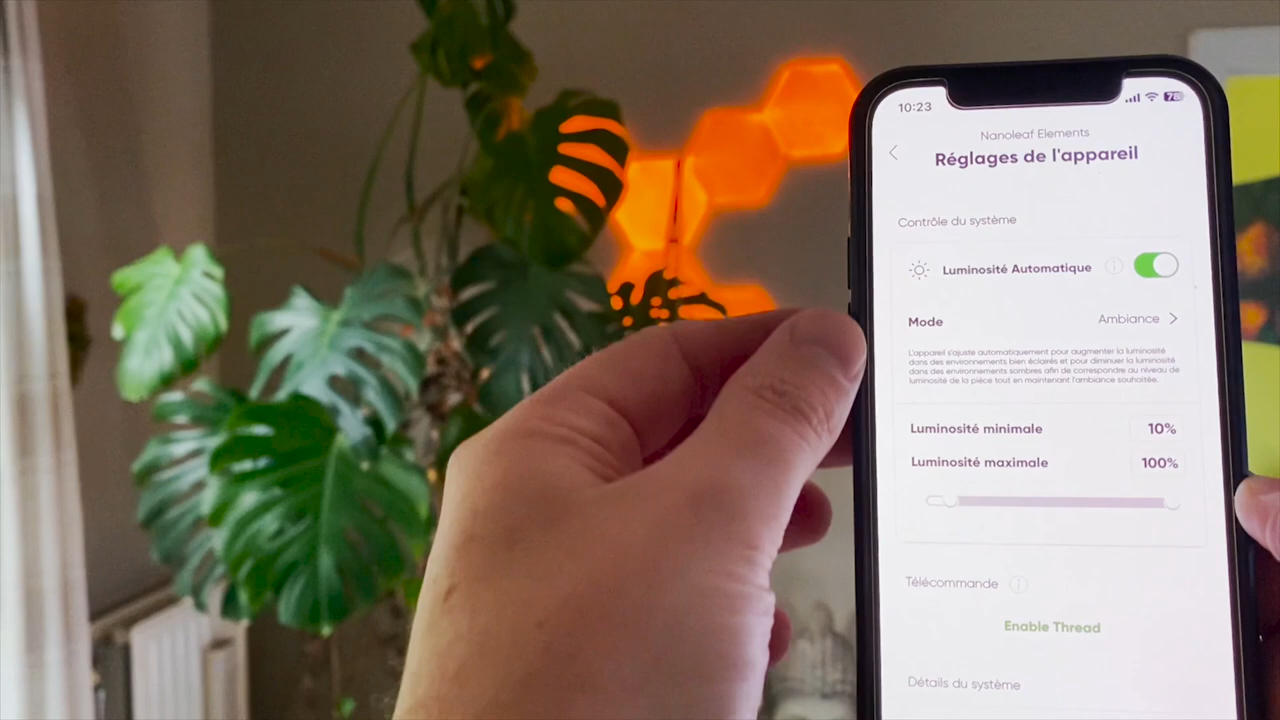 10:23
78
Nanoleaf Elements
Réglages de l'appareil
Contrôle du système
Luminosité Automatique
Mode
Ambiance
L'appareil s'ajuste automatiquement pour augmenter la luminosité
dans des environnements bien éclairés et pour diminuer la luminosité
dans des environnements sombres afin de correspondre au niveau de
luminosité de la pièce tout en maintenant l'ambiance souhaitée.
Luminosité minimale
10%
Luminosité maximale
100%
Télécommande
Enable Thread
Détails du système